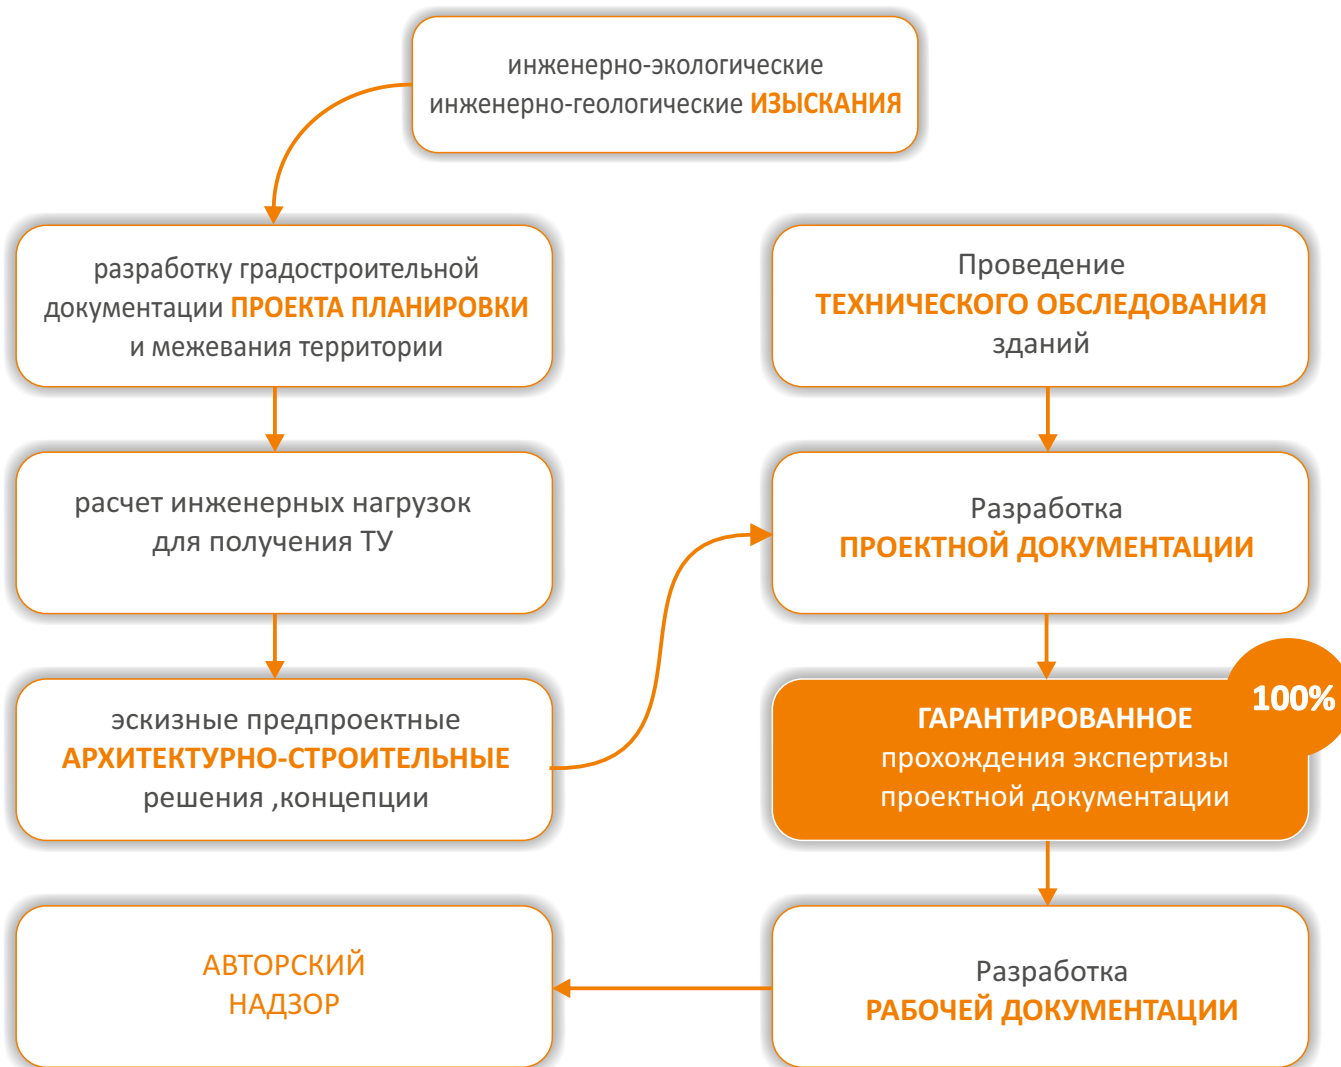 инженерно-экологические
инженерно-геологические ИЗЫСКАНИЯ
разработку градостроительной
документации ПРОЕКТА ПЛАНИРОВКИ
и межевания территории
расчет инженерных нагрузок
для получения ТУ
эскизные предпроектные
АРХИТЕКТУРНО-СТРОИТЕЛЬНЫЕ
решения ,концепции
Проведение
ТЕХНИЧЕСКОГО ОБСЛЕДОВАНИЯ
зданий
Разработка
ПРОЕКТНОЙ ДОКУМЕНТАЦИИ
100%
ГАРАНТИРОВАННОЕ
прохождения экспертизы
проектной документации
Разработка
РАБОЧЕЙ ДОКУМЕНТАЦИИ
АВТОРСКИЙ
НАДЗОР